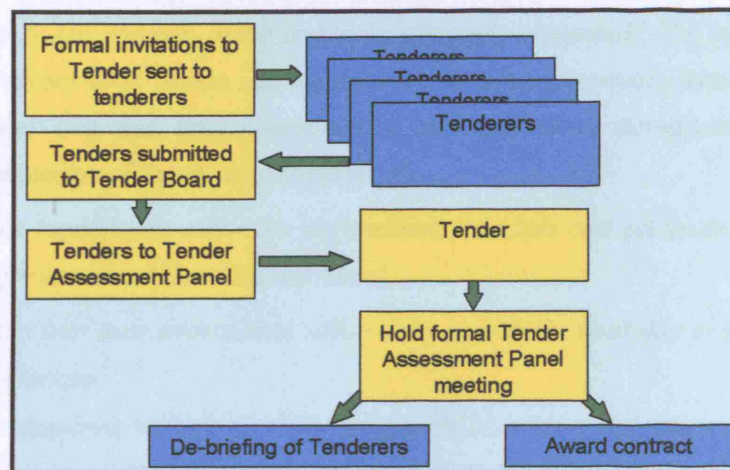 Formal invitations to
Tender sent to
tenderers
Tenderers
Tenderers
Tenderers
Tenderers
Tenders submitted
to Tender Board
Tenders to Tender
Assessment Panel
Tender
Hold formal Tender
Assessment Panel
meeting
De-briefing of Tenderers
Award contract